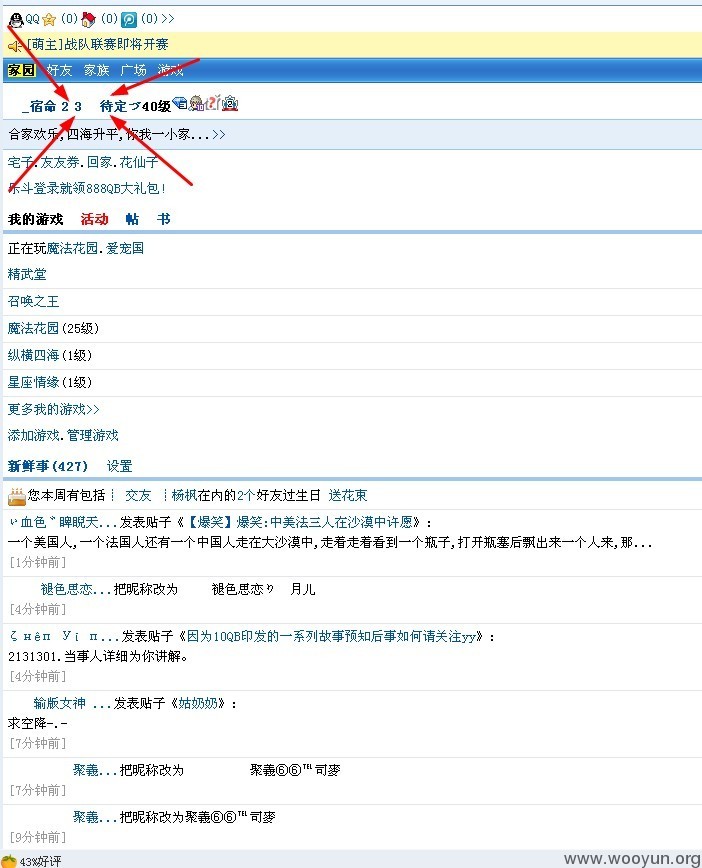 QQ (0) (0) (0)>>
[萌主]战队联赛即将开赛
家园 好友 家族 广场 游戏
_宿命23 待定づ40级
合家欢乐,四海升平,你我一小家...>>
宅子.友友券.回家.花仙子
乐斗登录就领888QB大礼包!
我的游戏 活动 帖 书
正在玩魔法花园.爱宠国
精武堂
召唤之王
魔法花园(25级)
纵横四海(1级)
星座情缘(1级)
更多我的游戏>>
添加游戏.管理游戏
新鲜事(427) 设置
您本周有包括┊ 交友 ┊杨枫在内的2个好友过生日 送花束
血色゛睥睨天...发表贴子《【爆笑】爆笑:中美法三人在沙漠中许愿》:
一个美国人,一个法国人还有一个中国人走在大沙漠中,走着走着看到一个瓶子,打开瓶塞后飘出来一个人来,那...
[1分钟前]
褪色思恋...把昵称改为 褪色思恋り 月儿
[4分钟前]
ζнêп Уí п...发表贴子《因为10QB印发的一系列故事预知后事如何请关注yy》:
2131301.当事人详细为你讲解。
[4分钟前]
输版女神 ...发表贴子《姑奶奶》:
求空降-.-
[7分钟前]
聚義...把昵称改为 聚義⑥⑥℡司麥
[7分钟前]
聚義...把昵称改为聚義⑥⑥℡司麥
[9分钟前]
43%好评
www.wooyun.org